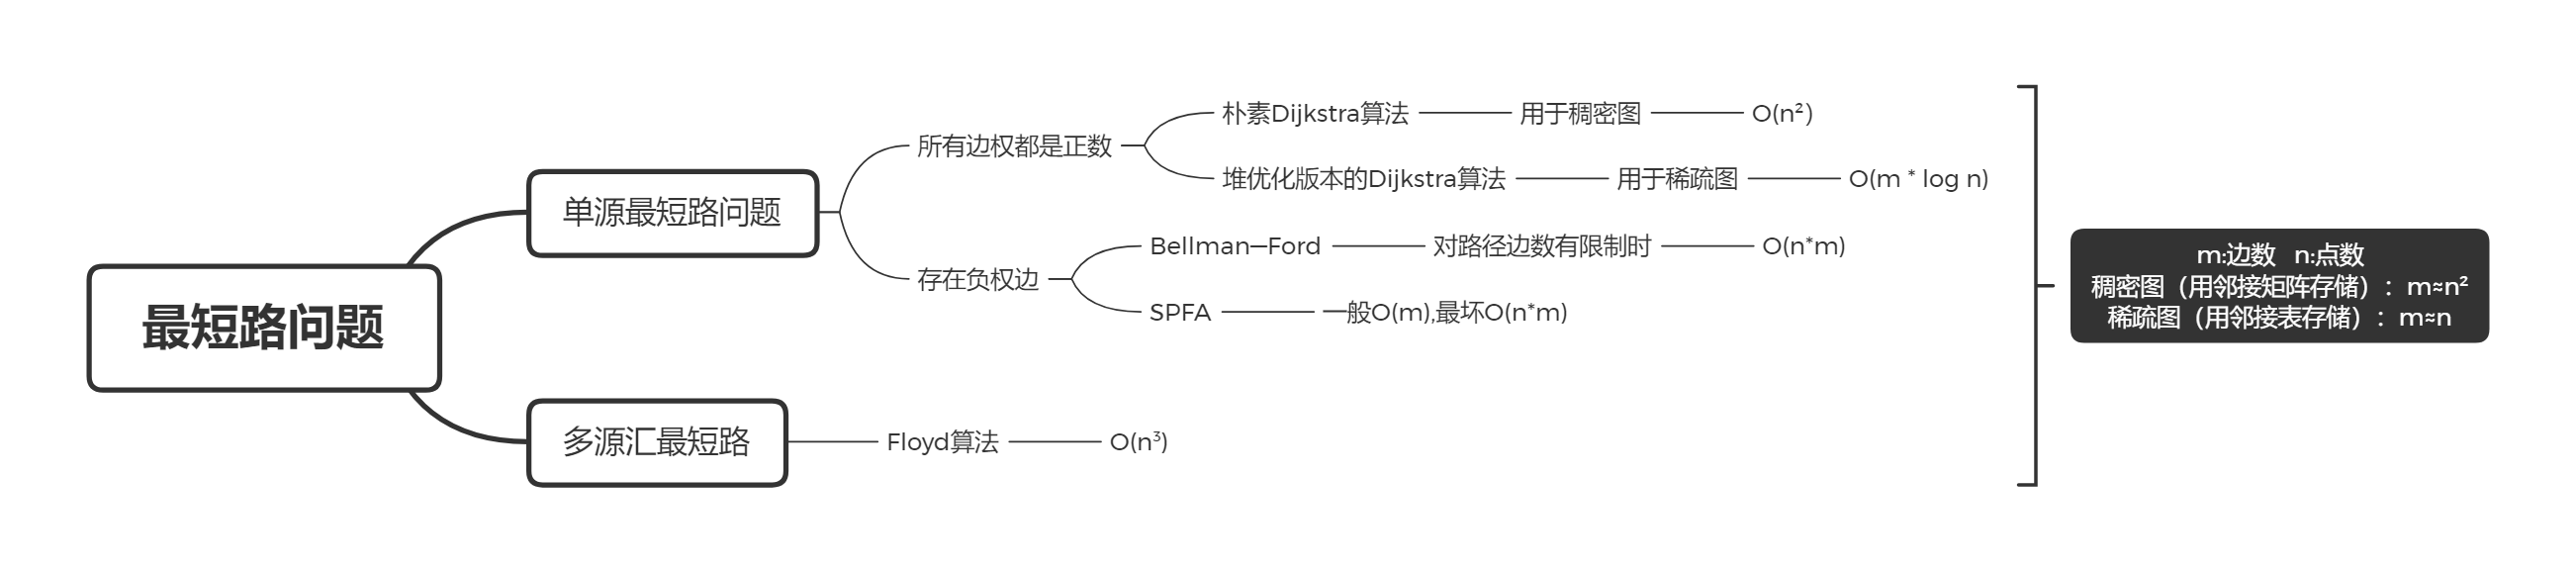 最短路问题
单源最短路问题
所有边权都是正数
朴素Dijkstra算法
用于稠密图
O(n²)
堆优化版本的Dijkstra算法
用于稀疏图
O(m * log n)
存在负权边
Bellman—Ford
对路径边数有限制时
O(n*m)
SPFA
一般O(m),最坏O(n*m)
多源汇最短路
Floyd算法
O(n³)
m:边数 n:点数
稠密图（用邻接矩阵存储）：m≈n²
稀疏图（用邻接表存储）：m≈n